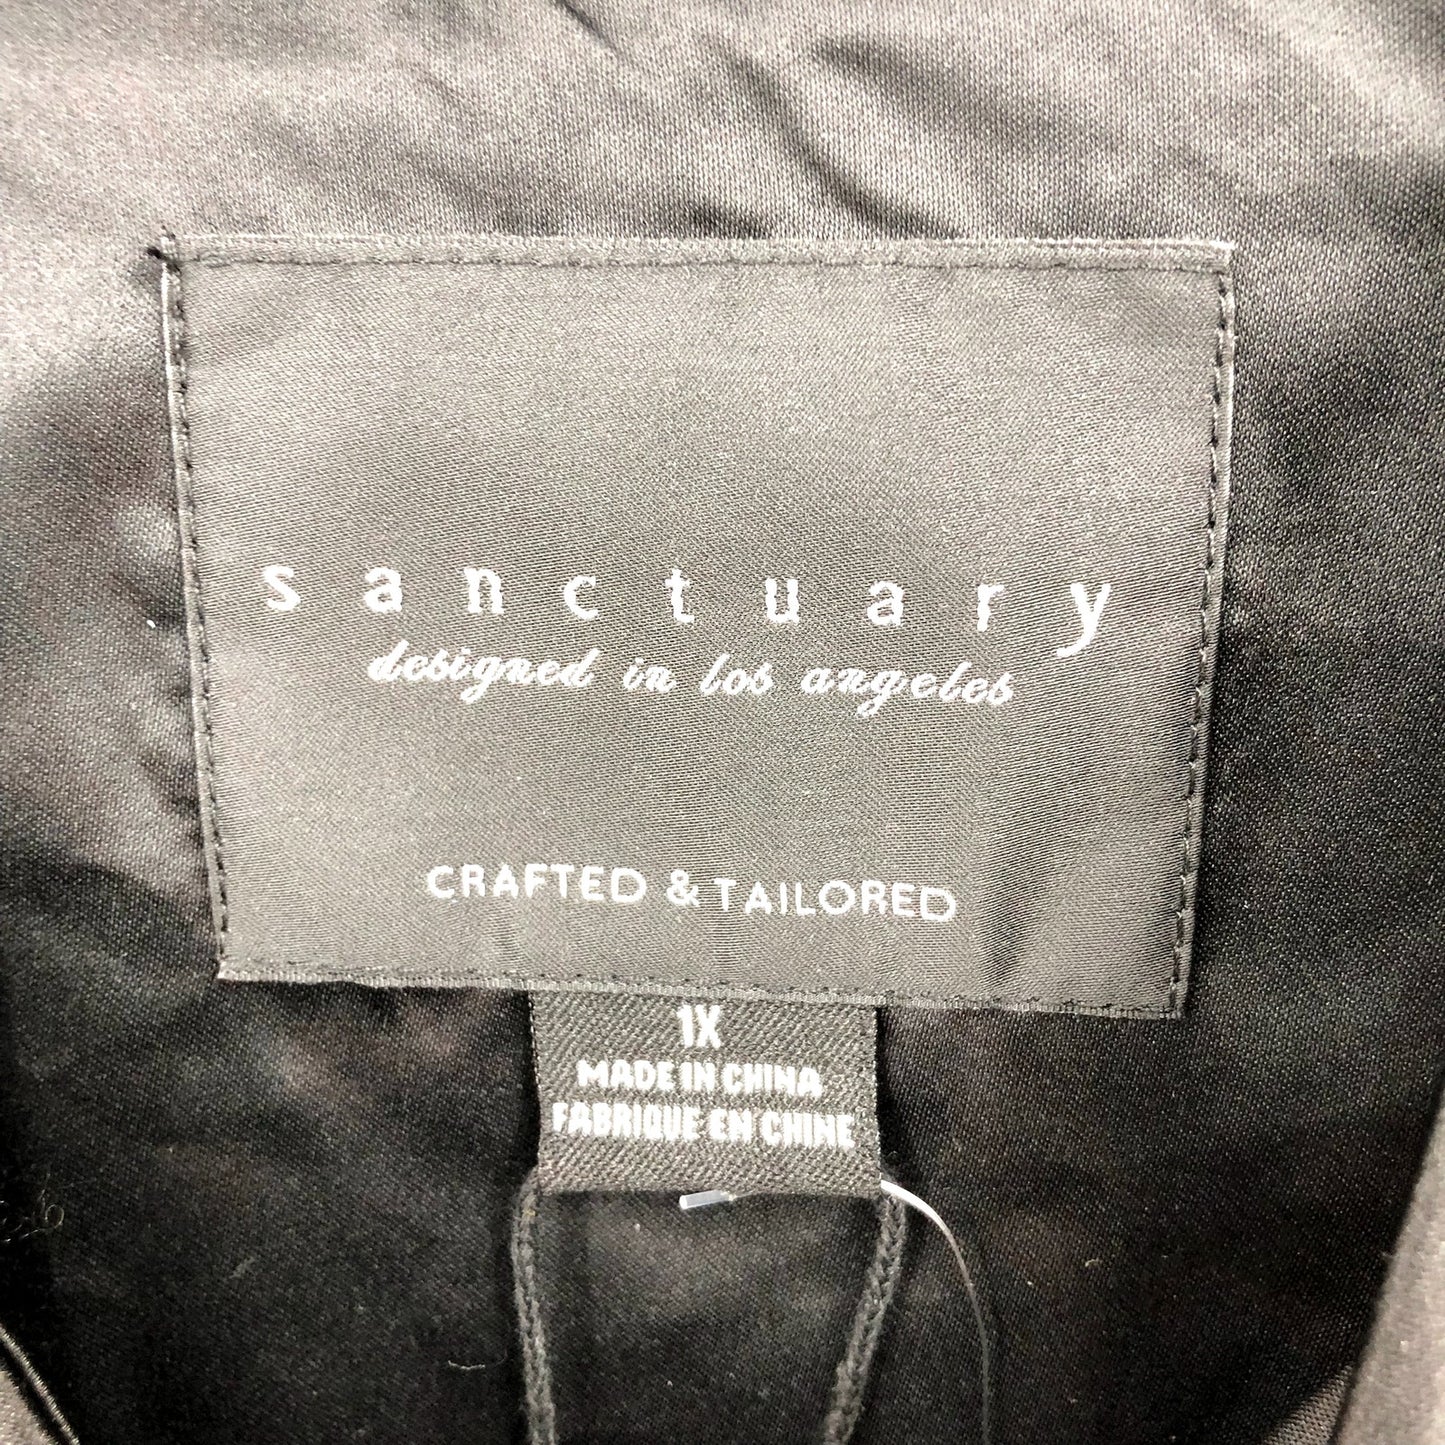 sanctuary
designed in los angeles
CRAFTED & TAILORED
1X
MADE IN CHINA
FABRIQUE EN CHINE